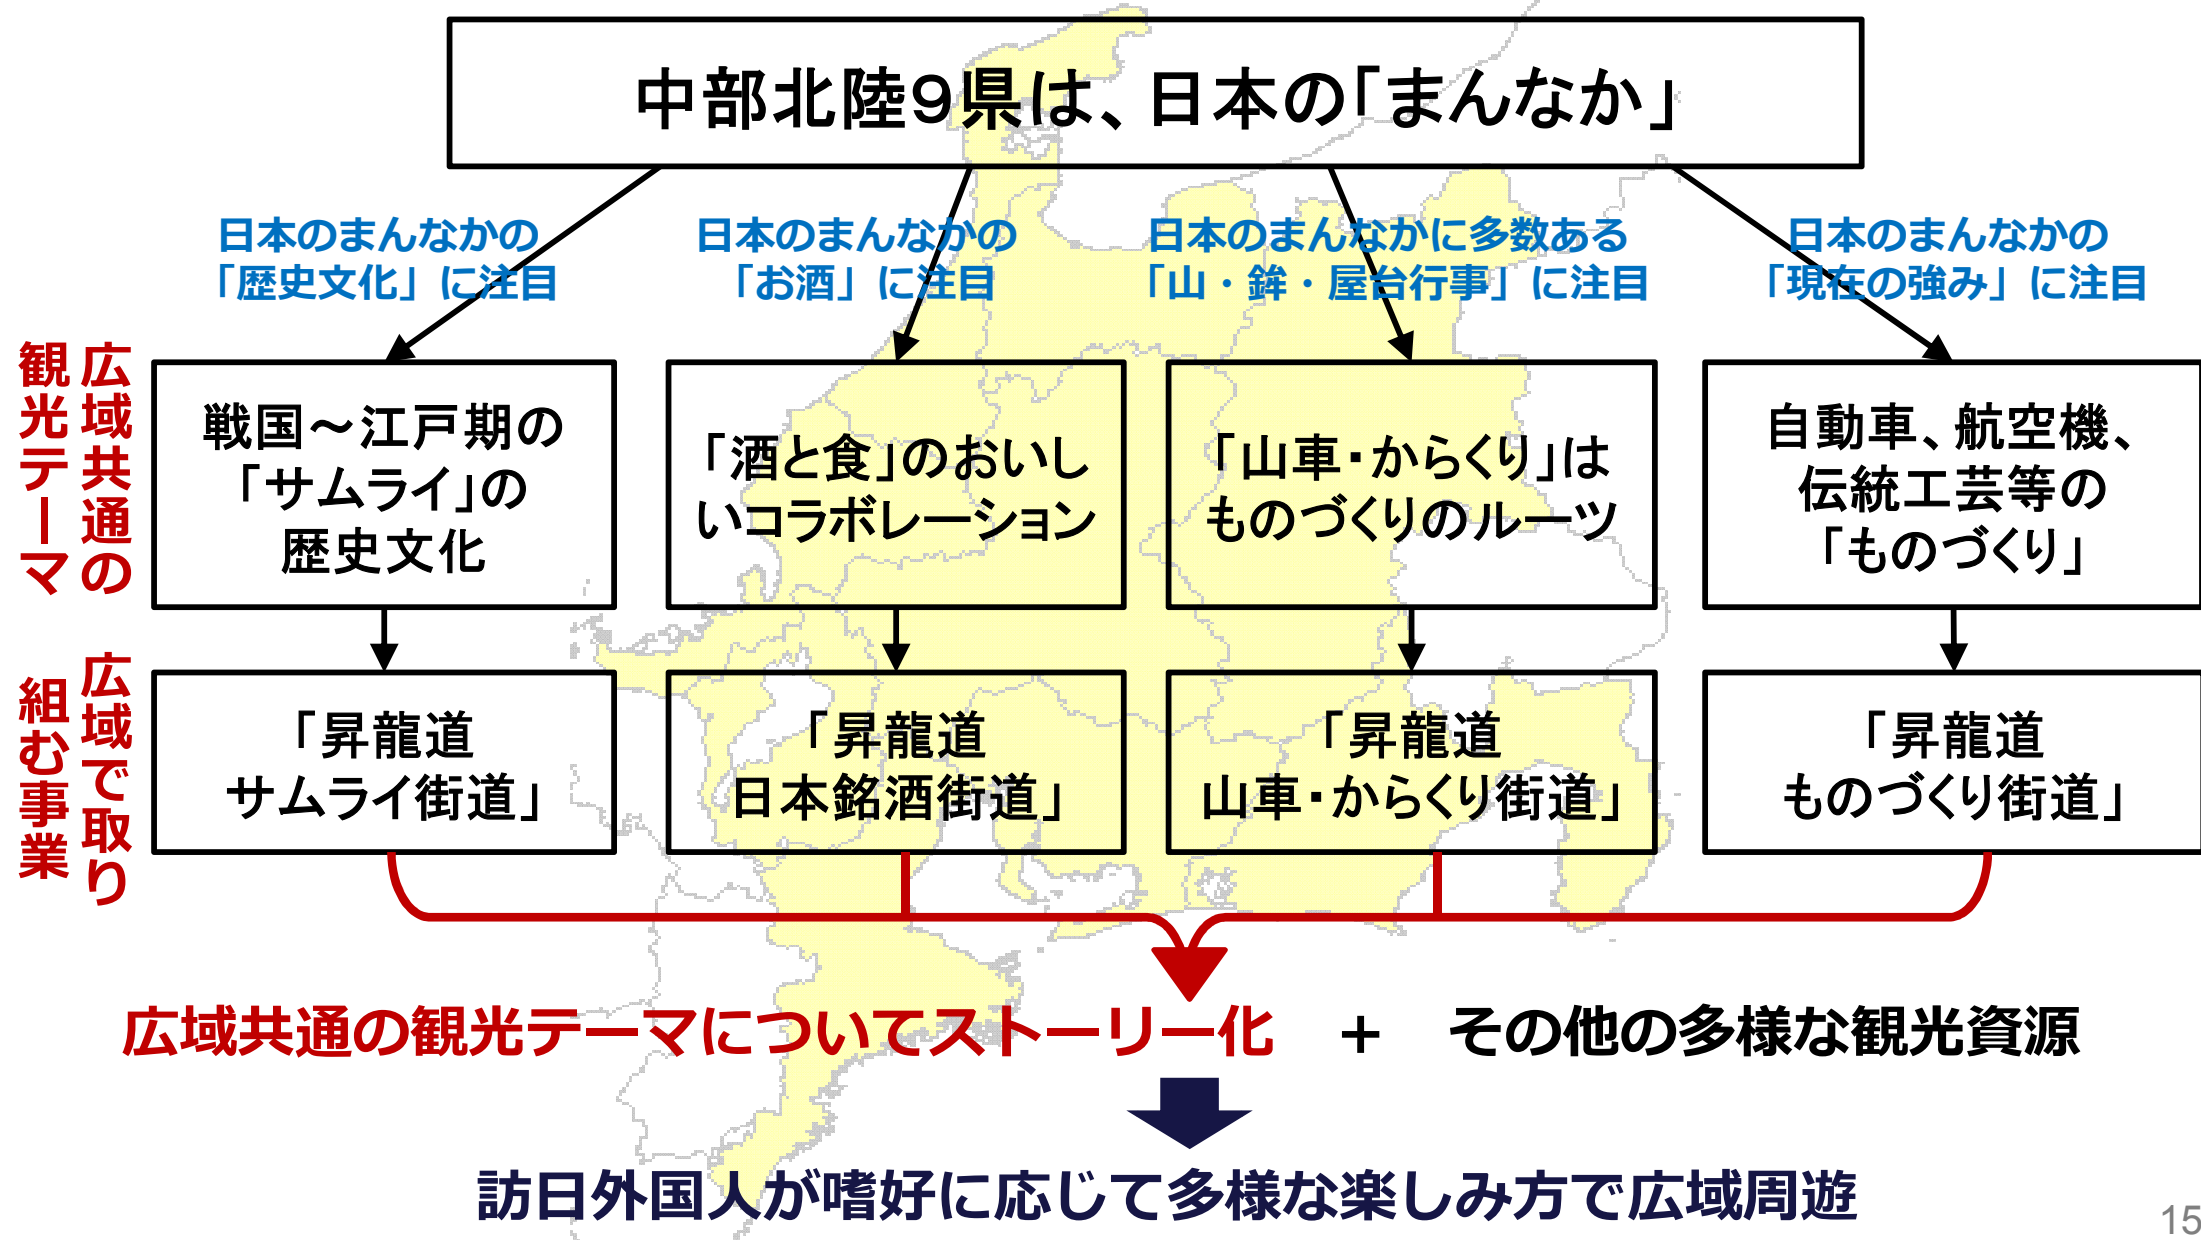 中部北陸９県は、日本の「まんなか」
日本のまんなかの
「歴史文化」に注目
日本のまんなかの
「お酒」に注目
日本のまんなかに多数ある
「山・鉾・屋台行事」に注目
日本のまんなかの
「現在の強み」に注目
広域共通の
観光テーマ
戦国～江戸期の
「サムライ」の
歴史文化
「酒と食」のおいし
いコラボレーション
「山車・からくり」は
ものづくりのルーツ
自動車、航空機、
伝統工芸等の
「ものづくり」
広域で取り
組む事業
「昇龍道
サムライ街道」
「昇龍道
日本銘酒街道」
「昇龍道
山車・からくり街道」
「昇龍道
ものづくり街道」
広域共通の観光テーマについてストーリー化　＋　その他の多様な観光資源
訪日外国人が嗜好に応じて多様な楽しみ方で広域周遊
15